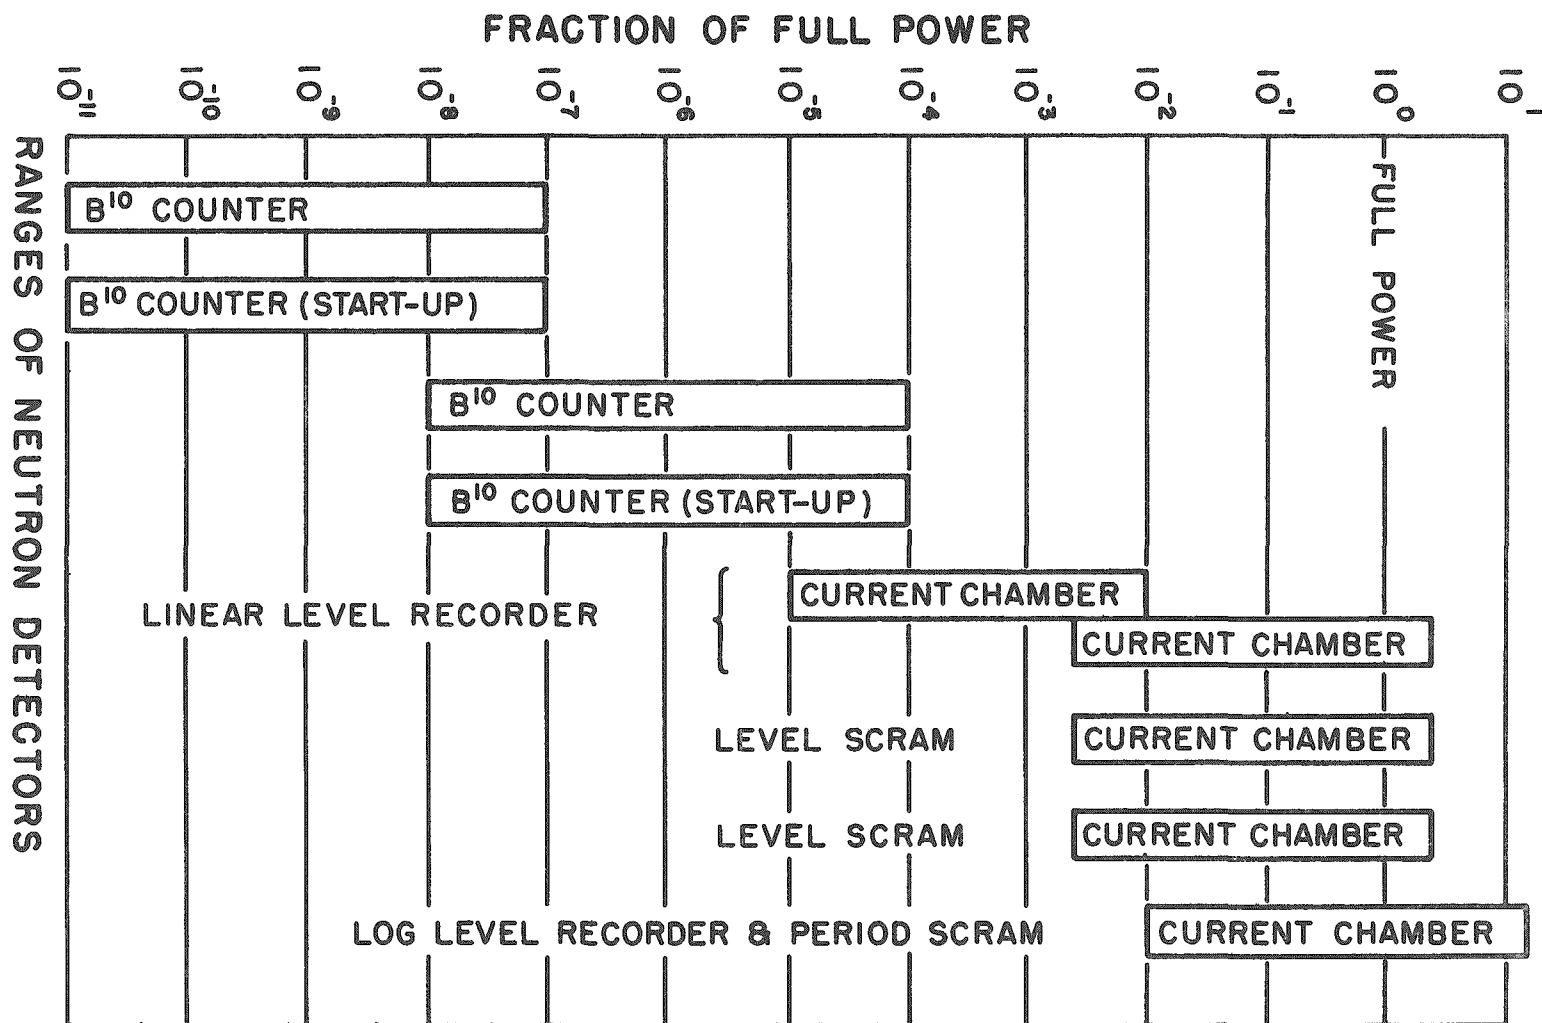 FRACTION OF FULL POWER
10⁻¹¹ 10⁻¹⁰ 10⁻⁹ 10⁻⁸ 10⁻⁷ 10⁻⁶ 10⁻⁵ 10⁻⁴ 10⁻³ 10⁻² 10⁻¹ 10⁰ 10¹
RANGES OF NEUTRON DETECTORS
FULL POWER
B¹⁰ COUNTER
B¹⁰ COUNTER (START-UP)
B¹⁰ COUNTER
B¹⁰ COUNTER (START-UP)
CURRENT CHAMBER
LINEAR LEVEL RECORDER
CURRENT CHAMBER
LEVEL SCRAM CURRENT CHAMBER
LEVEL SCRAM CURRENT CHAMBER
LOG LEVEL RECORDER & PERIOD SCRAM CURRENT CHAMBER